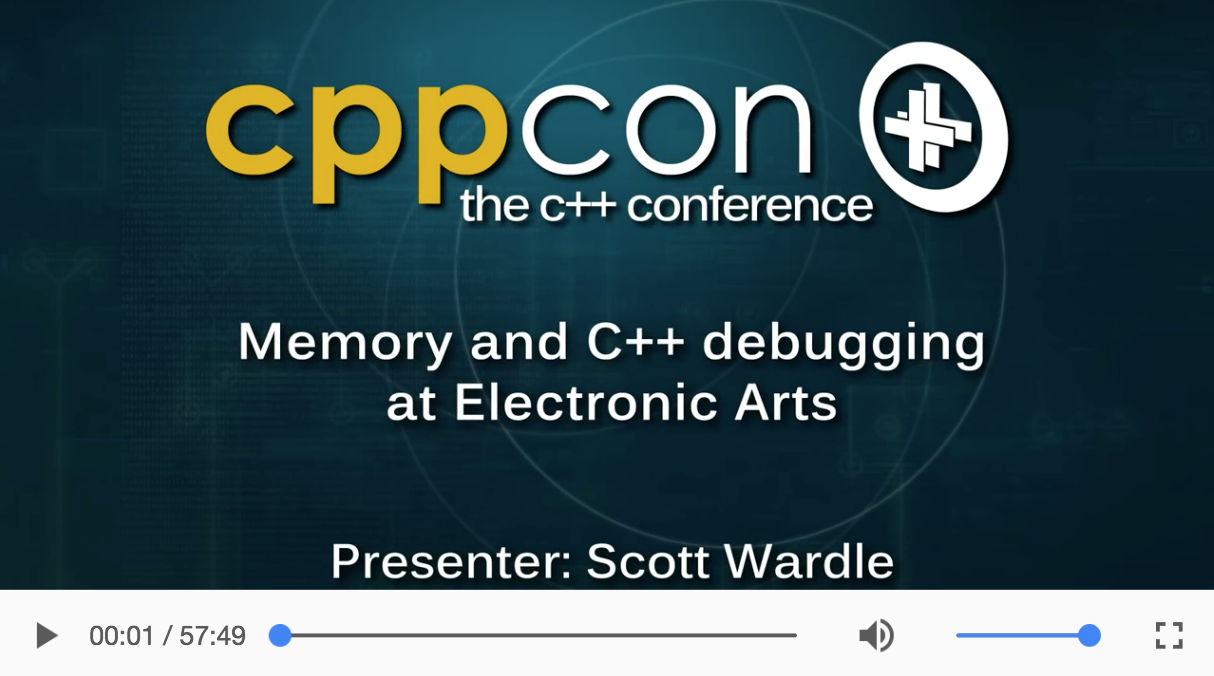 cppcon
the c++ conference
Memory and C++ debugging
at Electronic Arts
Presenter: Scott Wardle
00:01 / 57:49